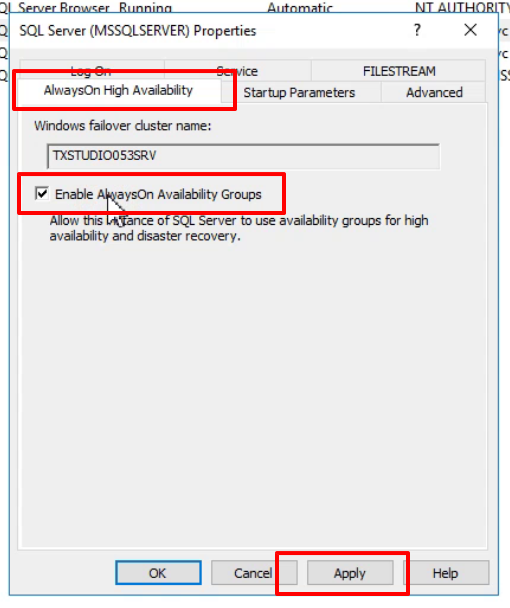 QL Server Browser Running Automatic NT AUTHORITY
SQL Server (MSSQLSERVER) Properties ? ×
Log On Service FILESTREAM
AlwaysOn High Availability Startup Parameters Advanced
Windows failover cluster name:
TXSTUDIO053SRV
Enable AlwaysOn Availability Groups
Allow this instance of SQL Server to use availability groups for high
availability and disaster recovery.
OK Cancel Apply Help